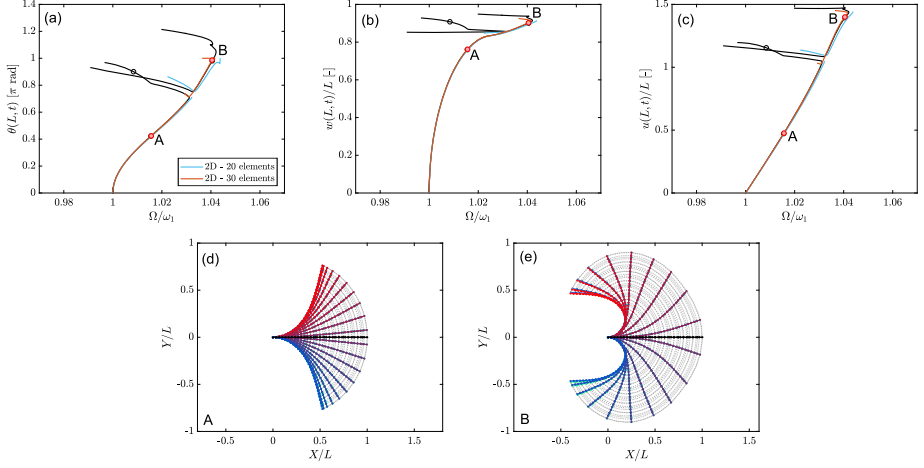 (a)
1.4
1.2
1
0.8
0.6
0.4
0.2
0
θ(L, t) [π rad]
A
B
2D - 20 elements
2D - 30 elements
0.98 1 1.02 1.04 1.06
Ω/ω₁
(b)
1
0.8
0.6
0.4
0.2
0
w(L, t)/L [-]
A
B
0.98 1 1.02 1.04 1.06
Ω/ω₁
(c)
1.5
1
0.5
0
u(L, t)/L [-]
A
B
0.98 1 1.02 1.04 1.06
Ω/ω₁
(d)
1
0.5
0
-0.5
-1
Y/L
A
-0.5 0 0.5 1 1.5
X/L
(e)
1
0.5
0
-0.5
-1
Y/L
B
-0.5 0 0.5 1 1.5
X/L